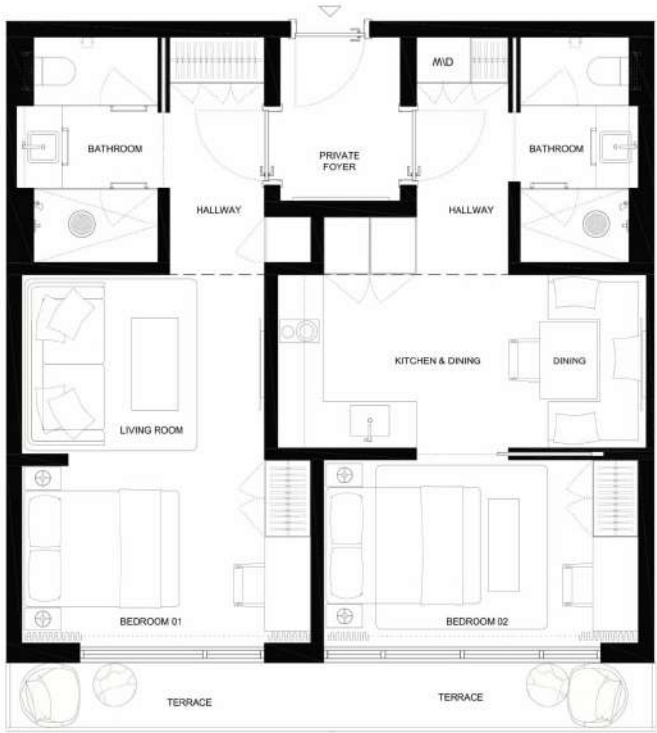 W\D
BATHROOM
PRIVATE
FOYER
BATHROOM
HALLWAY
HALLWAY
KITCHEN & DINING
DINING
LIVING ROOM
BEDROOM 01
BEDROOM 02
TERRACE
TERRACE